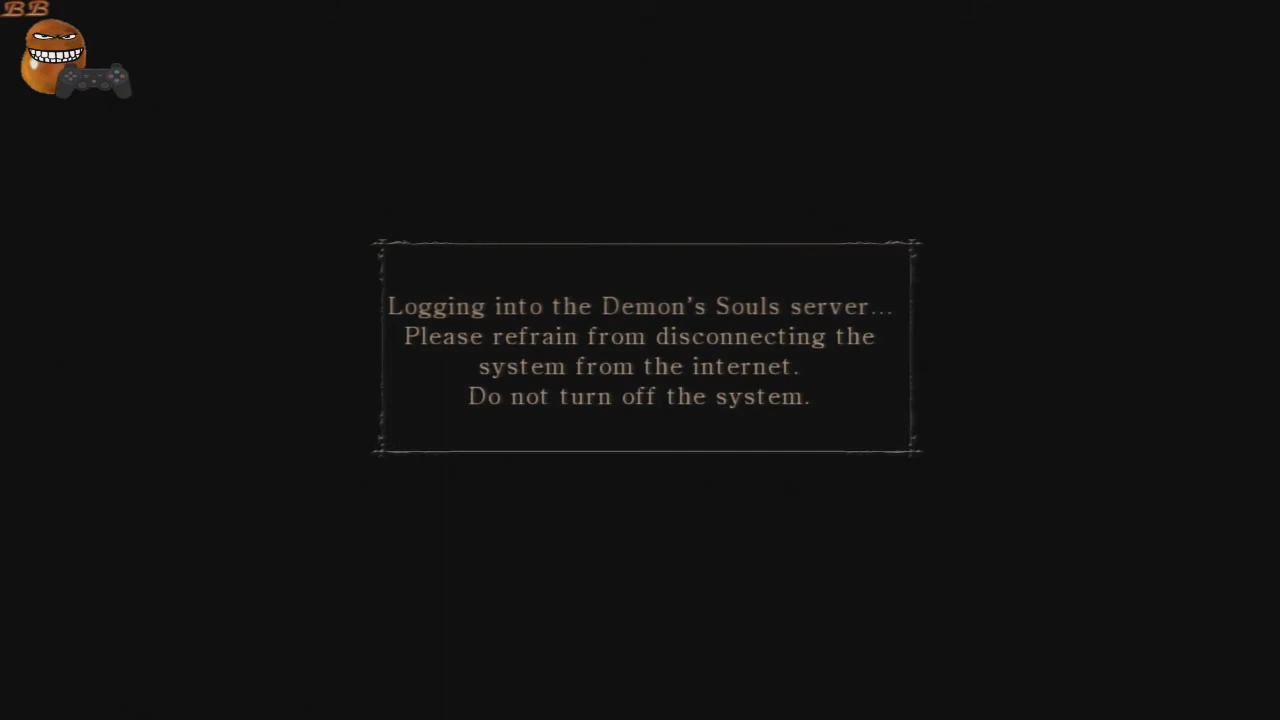 BB
Logging into the Demon's Souls server...
Please refrain from disconnecting the
system from the internet.
Do not turn off the system.